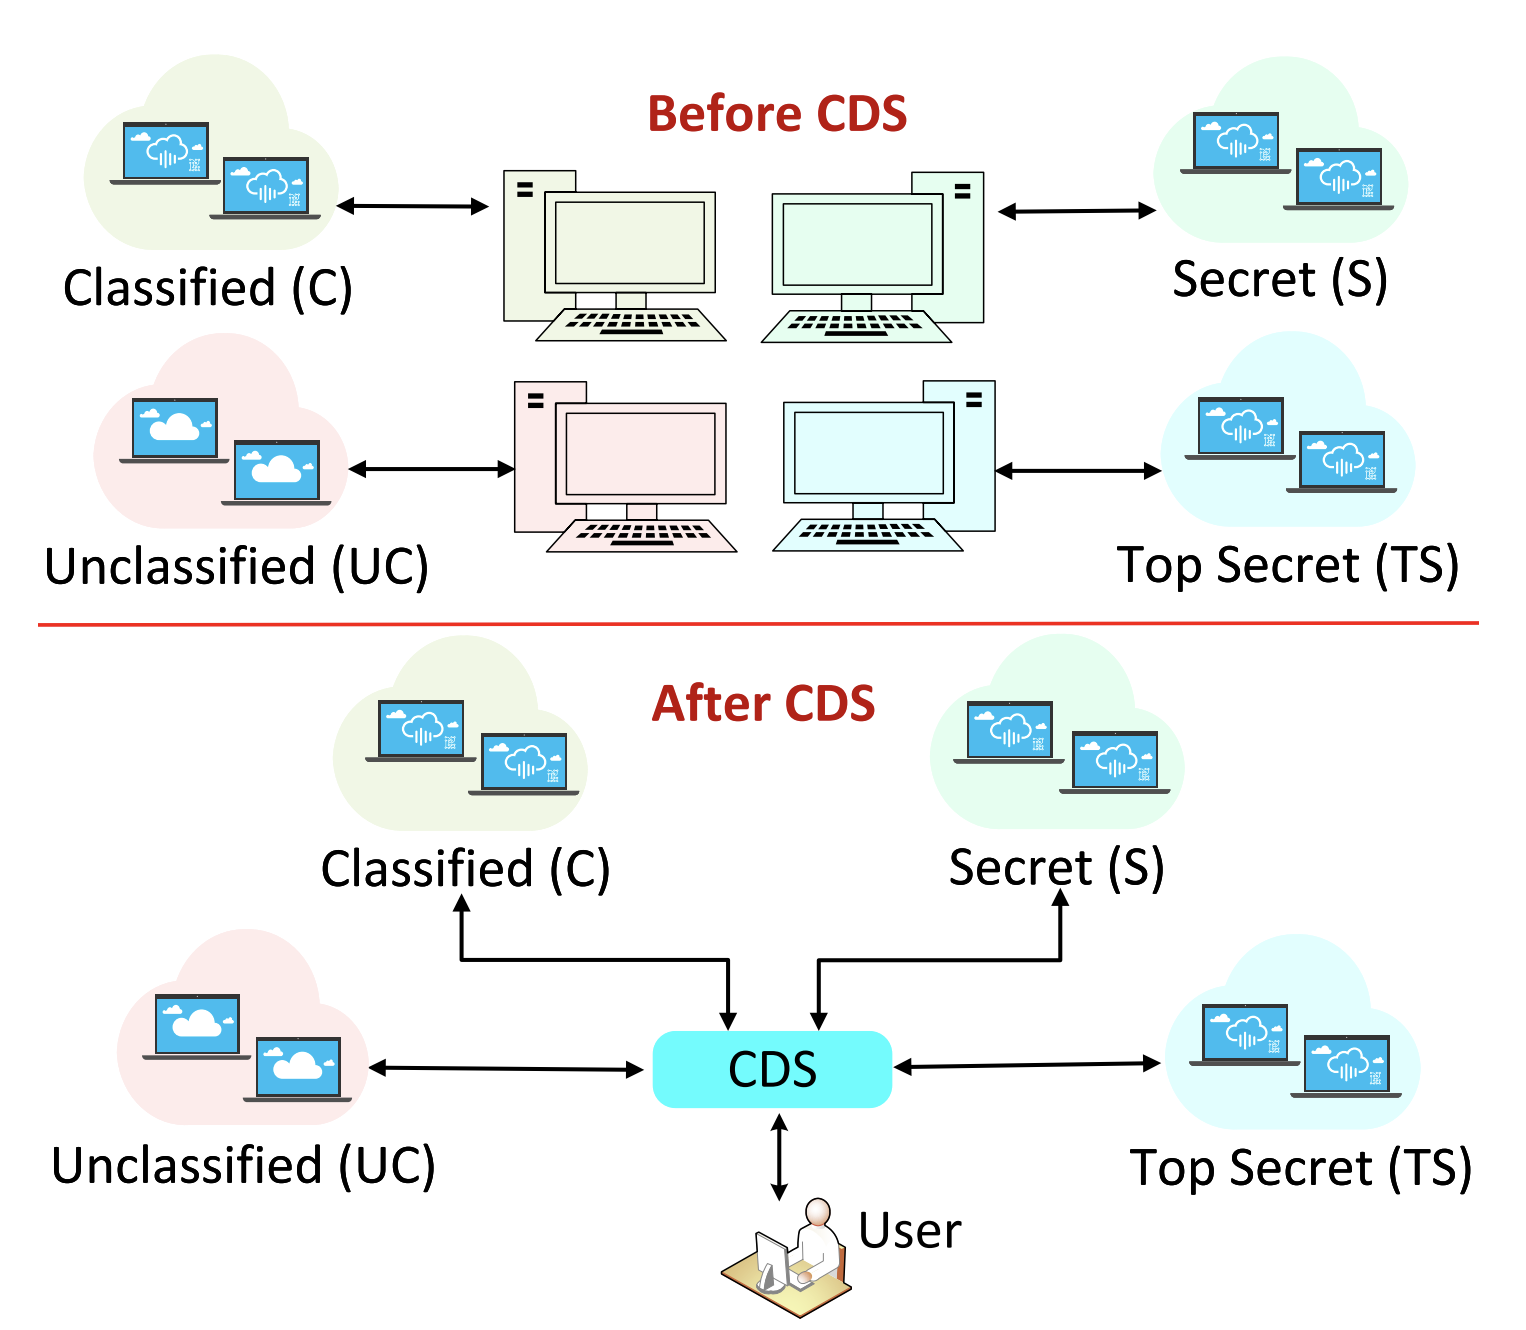 Before CDS
Classified (C)
Secret (S)
Unclassified (UC)
Top Secret (TS)
After CDS
Classified (C)
Secret (S)
CDS
Unclassified (UC)
Top Secret (TS)
User